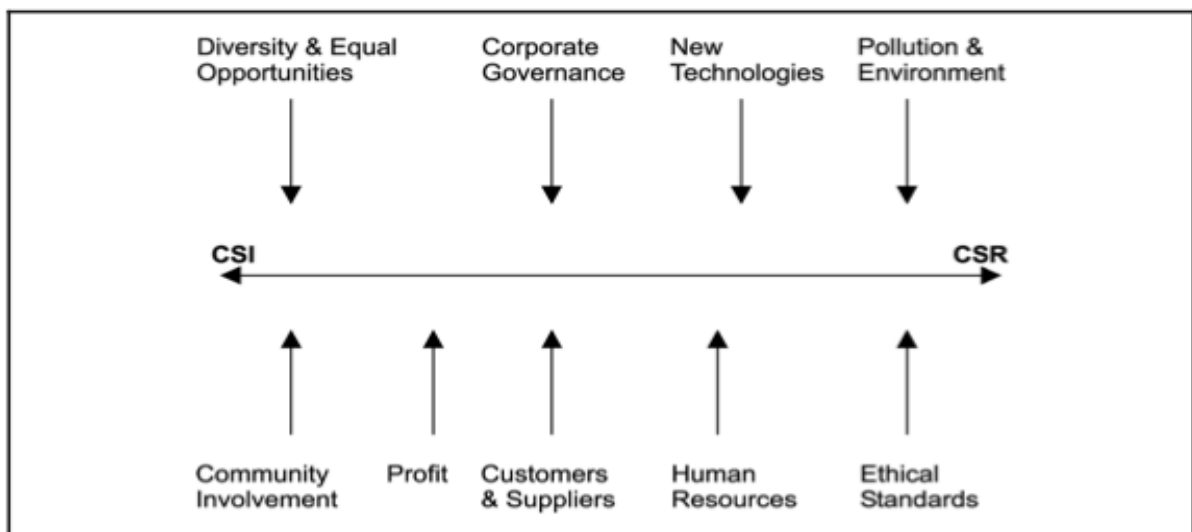 Diversity & Equal
Opportunities
Corporate
Governance
New
Technologies
Pollution &
Environment
CSI
CSR
Community
Involvement
Profit
Customers
& Suppliers
Human
Resources
Ethical
Standards